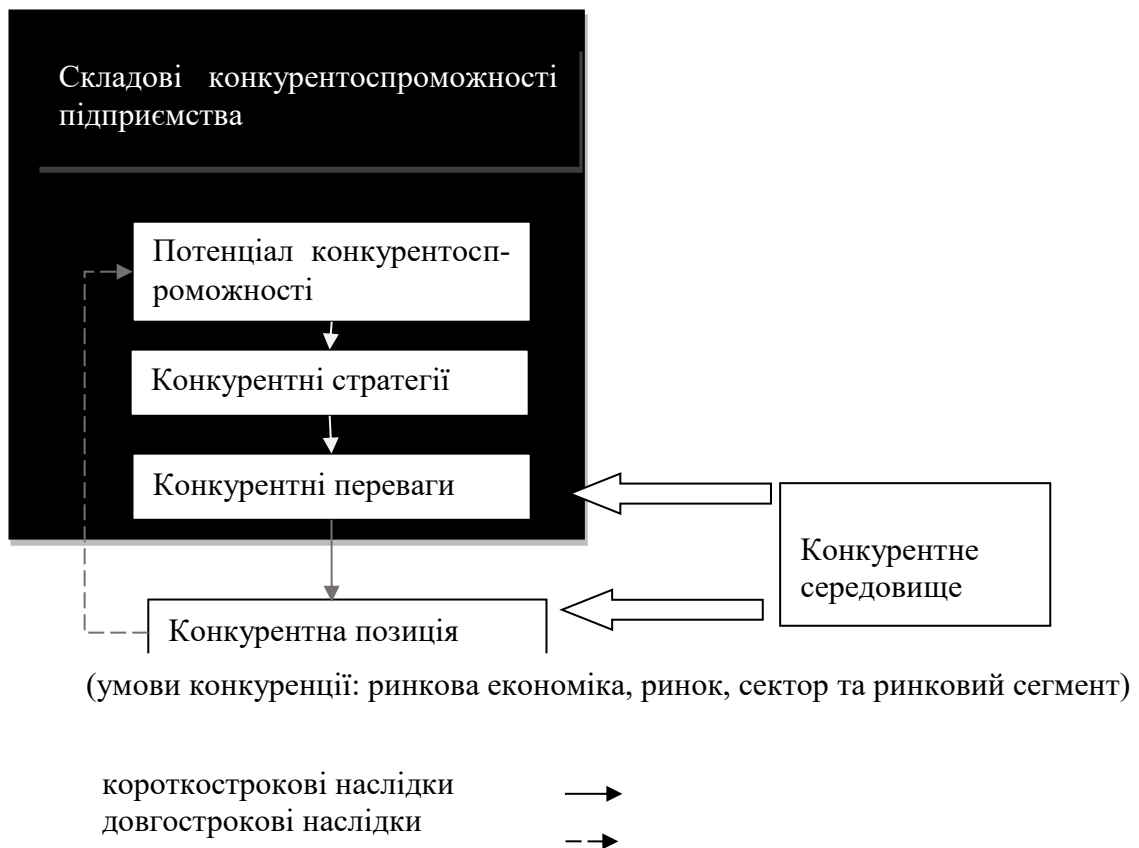 Складові конкурентоспроможності
підприємства
Потенціал конкурентосп-
роможності
Конкурентні стратегії
Конкурентні переваги
Конкурентне
середовище
Конкурентна позиція
(умови конкуренції: ринкова економіка, ринок, сектор та ринковий сегмент)
короткострокові наслідки
довгострокові наслідки